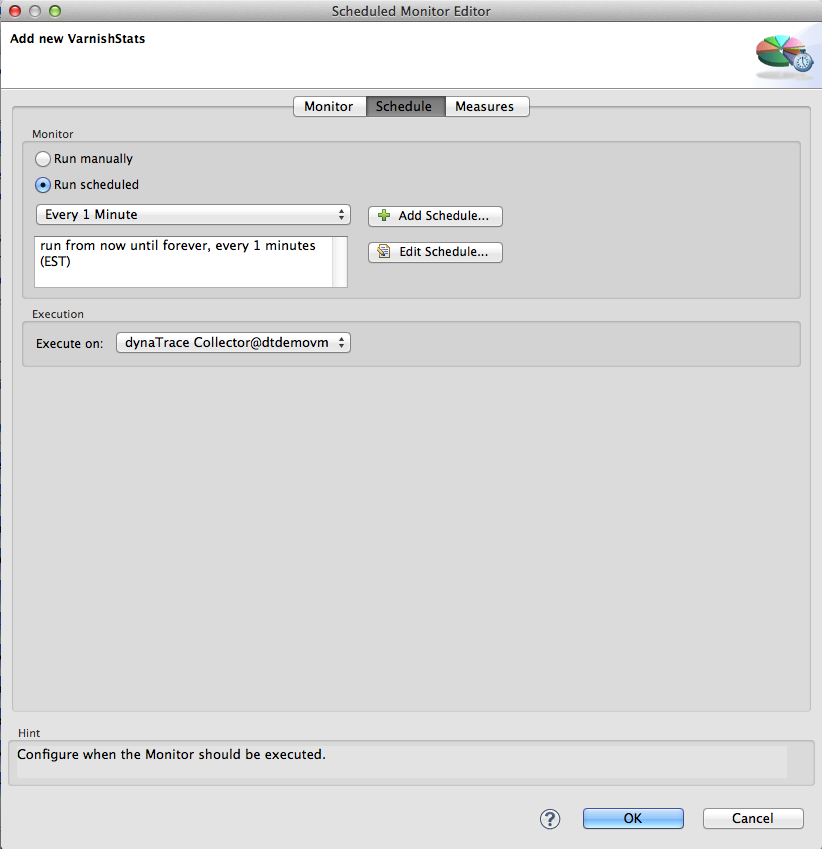 Scheduled Monitor Editor
Add new VarnishStats
Monitor Schedule Measures
Monitor
Run manually
Run scheduled
Every 1 Minute
Add Schedule...
run from now until forever, every 1 minutes
(EST)
Edit Schedule...
Execution
Execute on: dynaTrace Collector@dtdemovm
Hint
Configure when the Monitor should be executed.
? OK Cancel